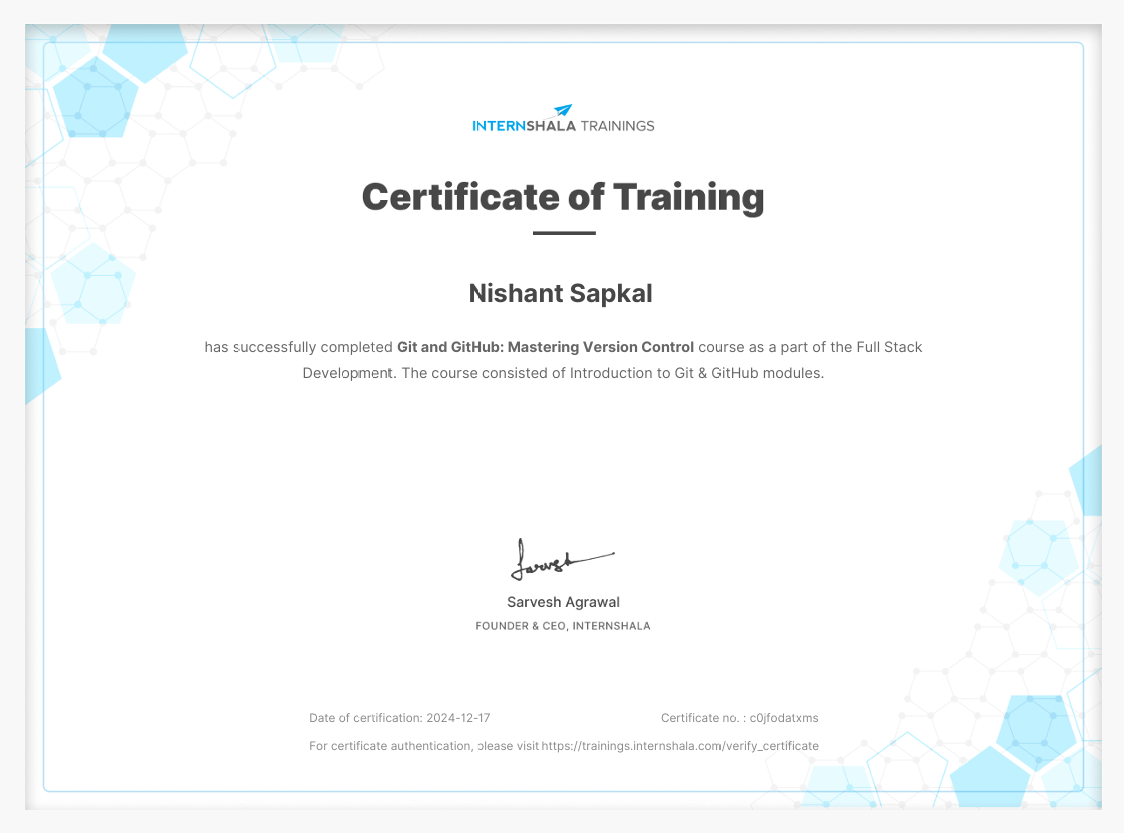 INTERNSHALA TRAININGS
Certificate of Training
Nishant Sapkal
has successfully completed Git and GitHub: Mastering Version Control course as a part of the Full Stack
Development. The course consisted of Introduction to Git & GitHub modules.
Sarvesh
Sarvesh Agrawal
FOUNDER & CEO, INTERNSHALA
Date of certification: 2024-12-17
Certificate no. : c0jfodatxms
For certificate authentication, please visit https://trainings.internshala.com/verify_certificate